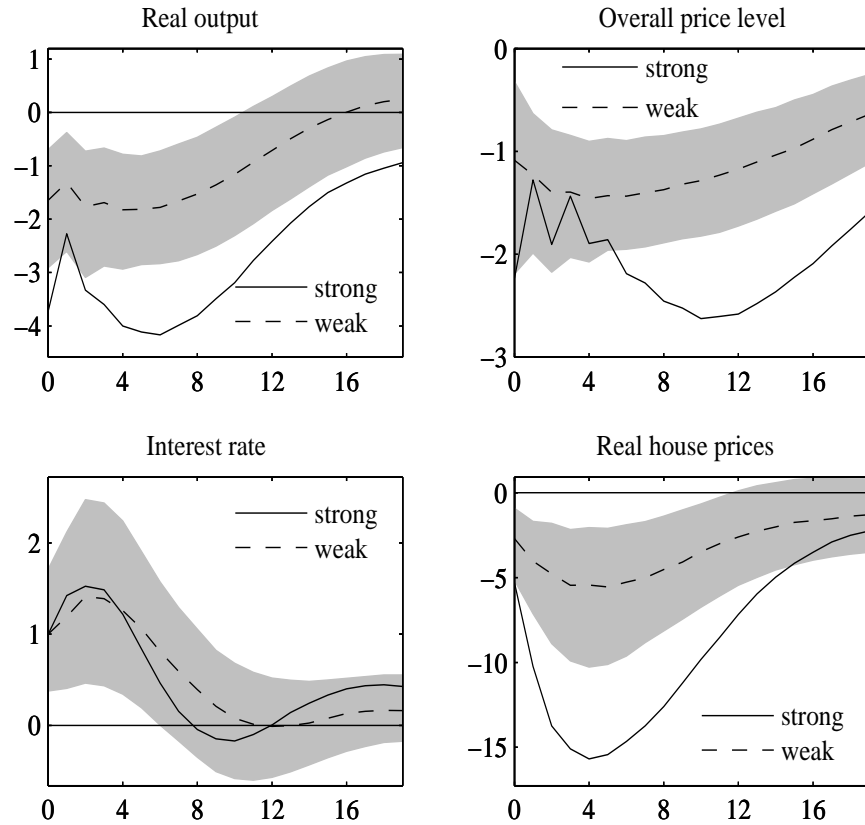 Real output
1
0
−1
−2
−3
−4
strong
weak
0 4 8 12 16
Overall price level
0
−1
−2
−3
strong
weak
0 4 8 12 16
Interest rate
2
1
0
strong
weak
0 4 8 12 16
Real house prices
0
−5
−10
−15
strong
weak
0 4 8 12 16